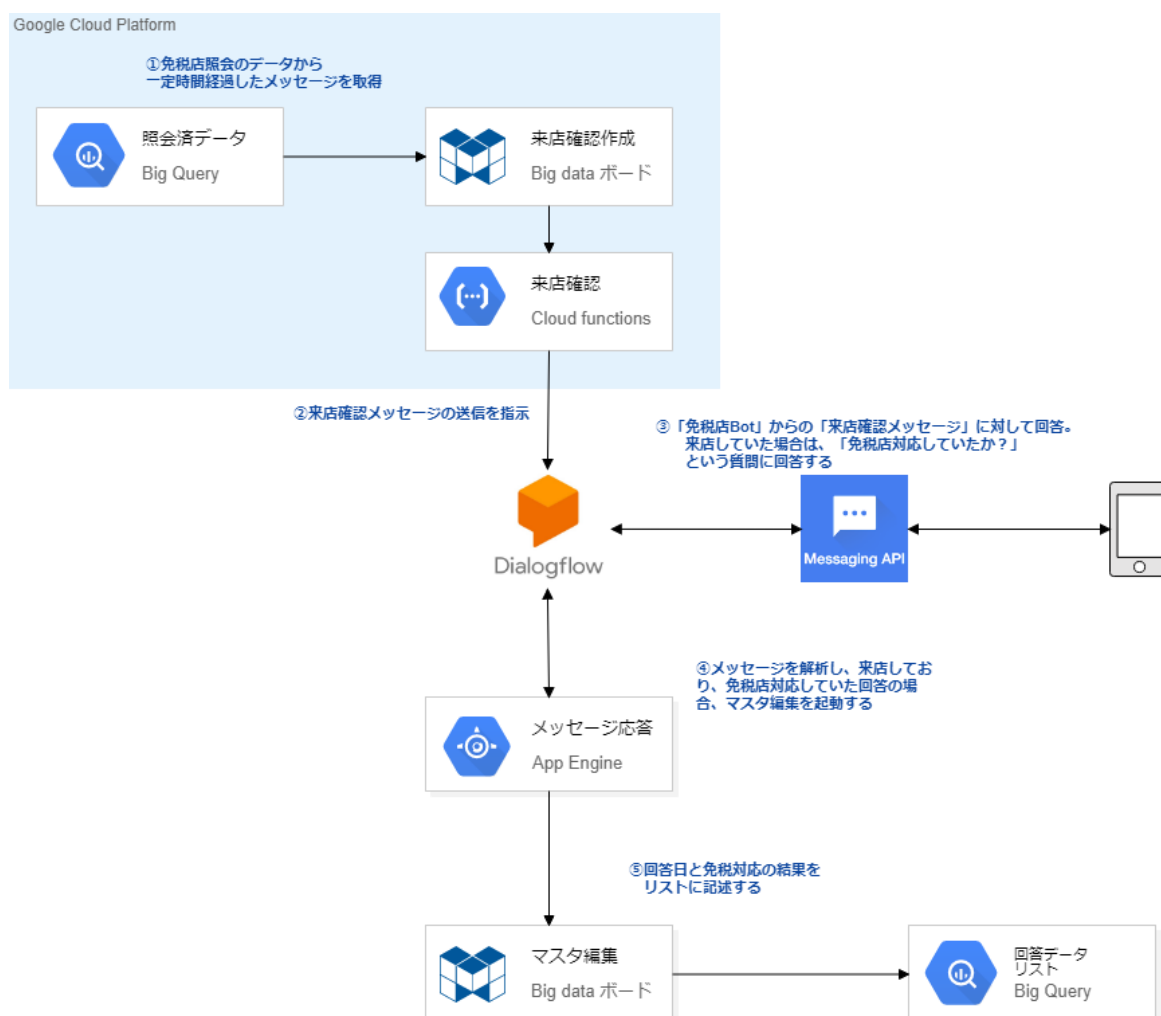 Google Cloud Platform
①免税店照会のデータから
一定時間経過したメッセージを取得
照会済データ
Big Query
来店確認作成
Big data ボード
来店確認
Cloud functions
②来店確認メッセージの送信を指示
③「免税店Bot」からの「来店確認メッセージ」に対して回答。
来店していた場合は、「免税店対応していたか？」
という質問に回答する
Dialogflow
Messaging API
④メッセージを解析し、来店してお
り、免税店対応していた回答の場
合、マスタ編集を起動する
メッセージ応答
App Engine
⑤回答日と免税対応の結果を
リストに記述する
マスタ編集
Big data ボード
回答データ
リスト
Big Query